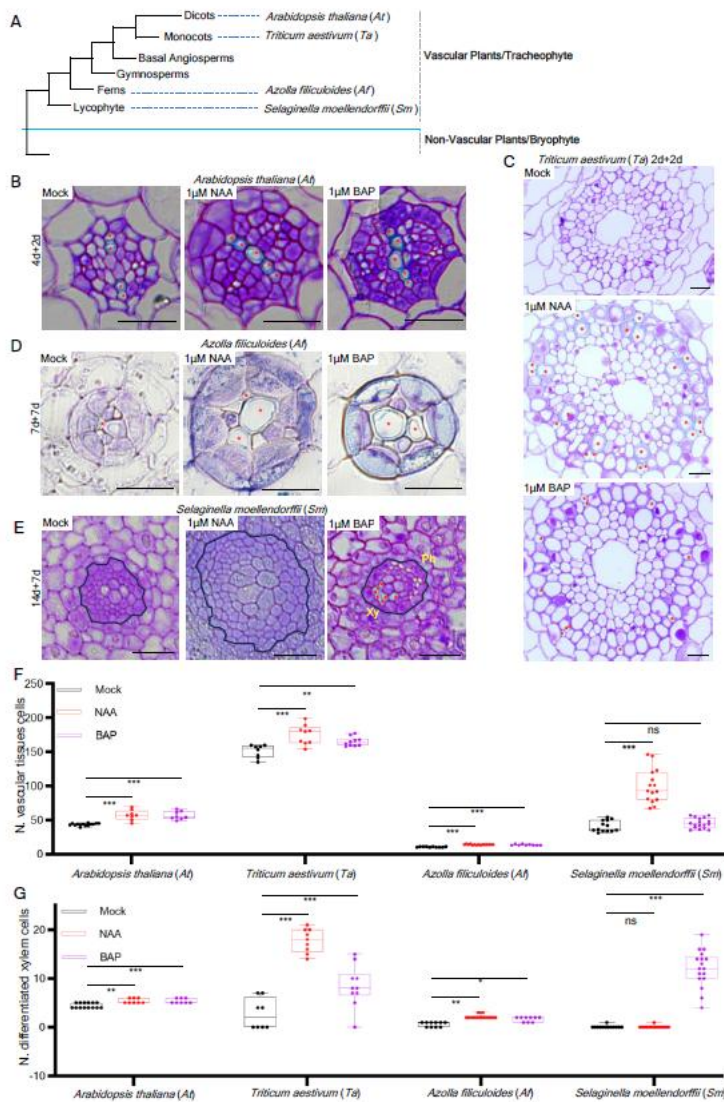 A
Dicots
Arabidopsis thaliana (At)
Monocots
Triticum aestivum (Ta)
Basal Angiosperms
Gymnosperms
Ferns
Azolla filiculoides (Af)
Lycophyte
Selaginella moellendorffii (Sm)
Vascular Plants/Tracheophyte
Non-Vascular Plants/Bryophyte
B
Arabidopsis thaliana (At)
Mock
1μM NAA
1μM BAP
4d+2d
C
Triticum aestivum (Ta) 2d+2d
Mock
1μM NAA
1μM BAP
D
Azolla filiculoides (Af)
Mock
1μM NAA
1μM BAP
7d+7d
E
Selaginella moellendorffii (Sm)
Mock
1μM NAA
1μM BAP
14d+7d
Ph
Xy
F
N. vascular tissues cells
250
200
150
100
50
0
Mock
NAA
BAP
***
***
**
***
***
***
ns
***
Arabidopsis thaliana (At)
Triticum aestivum (Ta)
Azolla filiculoides (Af)
Selaginella moellendorffii (Sm)
G
N. differentiated xylem cells
20
10
0
-10
Mock
NAA
BAP
***
**
***
***
*
**
***
ns
Arabidopsis thaliana (At)
Triticum aestivum (Ta)
Azolla filiculoides (Af)
Selaginella moellendorffii (Sm)